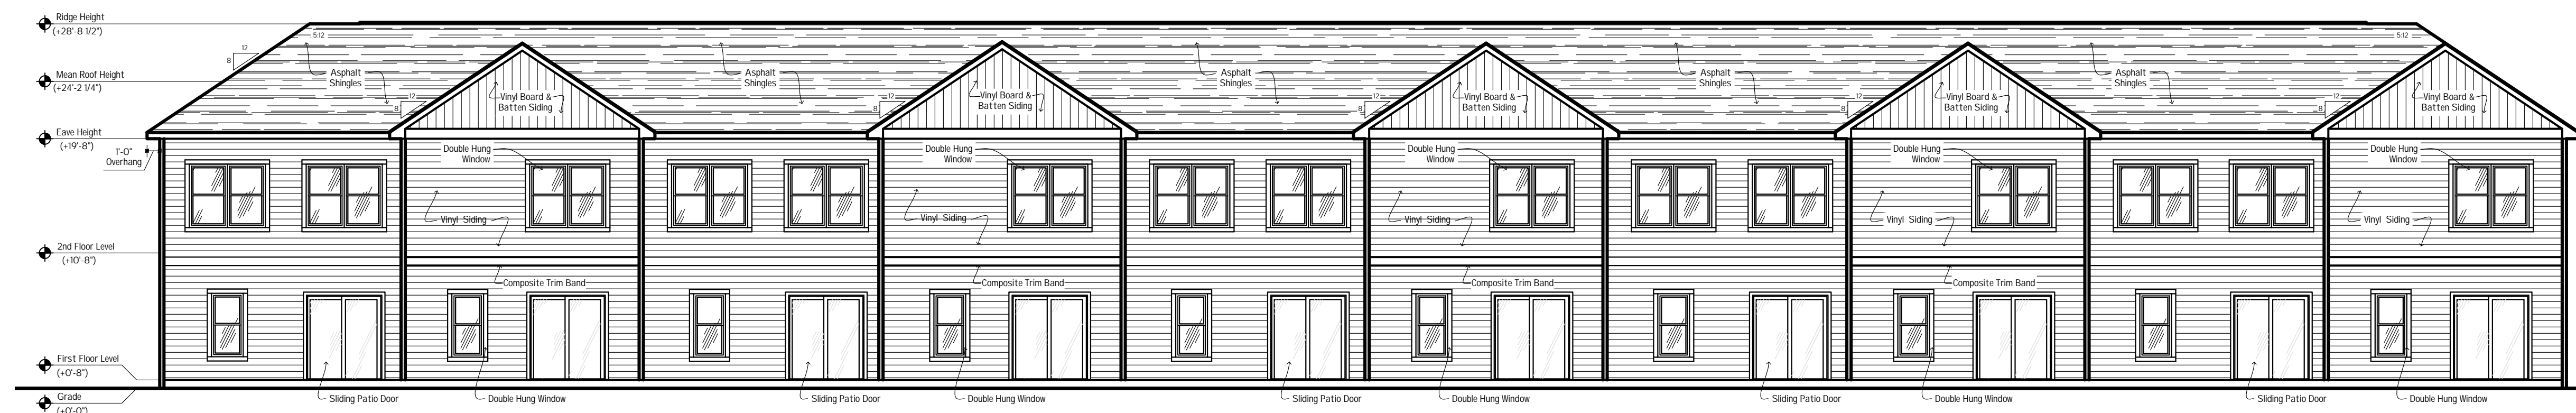 Ridge Height
(+28'-8 1/2")
Mean Roof Height
(+24'-2 1/4")
Eave Height
(+19'-8")
1'-0"
Overhang
2nd Floor Level
(+10'-8")
First Floor Level
(+0'-8")
Grade
(+0'-0")
12
8
5:12
5:12
Asphalt
Shingles
Asphalt
Shingles
Asphalt
Shingles
Asphalt
Shingles
Asphalt
Shingles
12
8
12
8
12
8
12
8
12
8
Vinyl Board &
Batten Siding
Vinyl Board &
Batten Siding
Vinyl Board &
Batten Siding
Vinyl Board &
Batten Siding
Vinyl Board &
Batten Siding
Double Hung
Window
Double Hung
Window
Double Hung
Window
Double Hung
Window
Double Hung
Window
Vinyl Siding
Vinyl Siding
Vinyl Siding
Vinyl Siding
Vinyl Siding
Composite Trim Band
Composite Trim Band
Composite Trim Band
Composite Trim Band
Sliding Patio Door
Double Hung Window
Sliding Patio Door
Double Hung Window
Sliding Patio Door
Double Hung Window
Sliding Patio Door
Double Hung Window
Sliding Patio Door
Double Hung Window